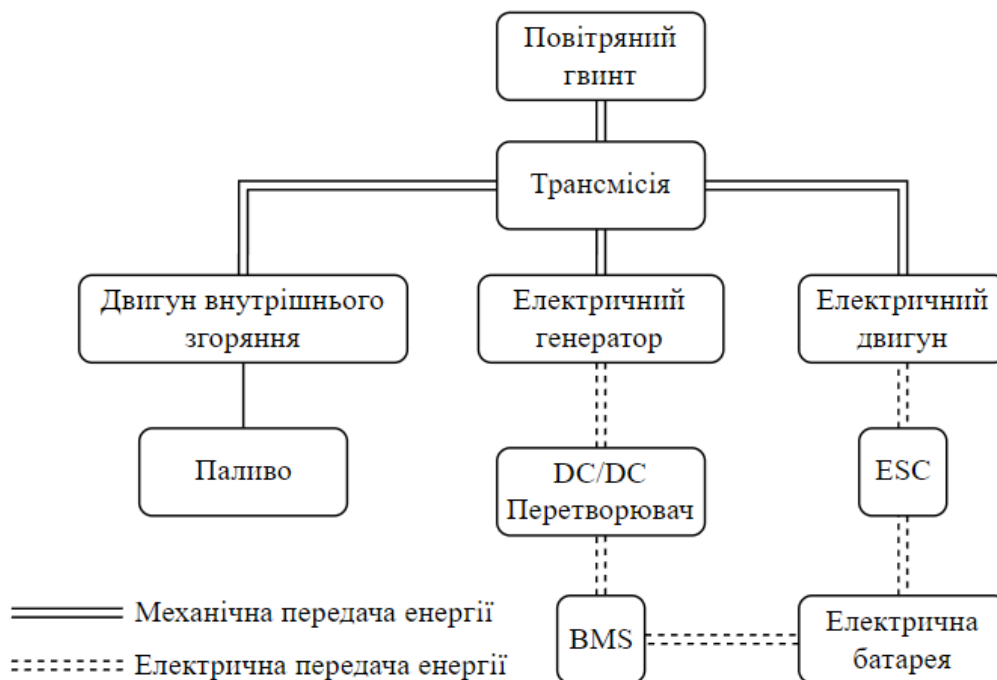 Повітряний
гвинт
Трансмісія
Двигун внутрішнього
згоряння
Електричний
генератор
Електричний
двигун
Паливо
DC/DC
Перетворювач
ESC
Механічна передача енергії
Електрична передача енергії
BMS
Електрична
батарея